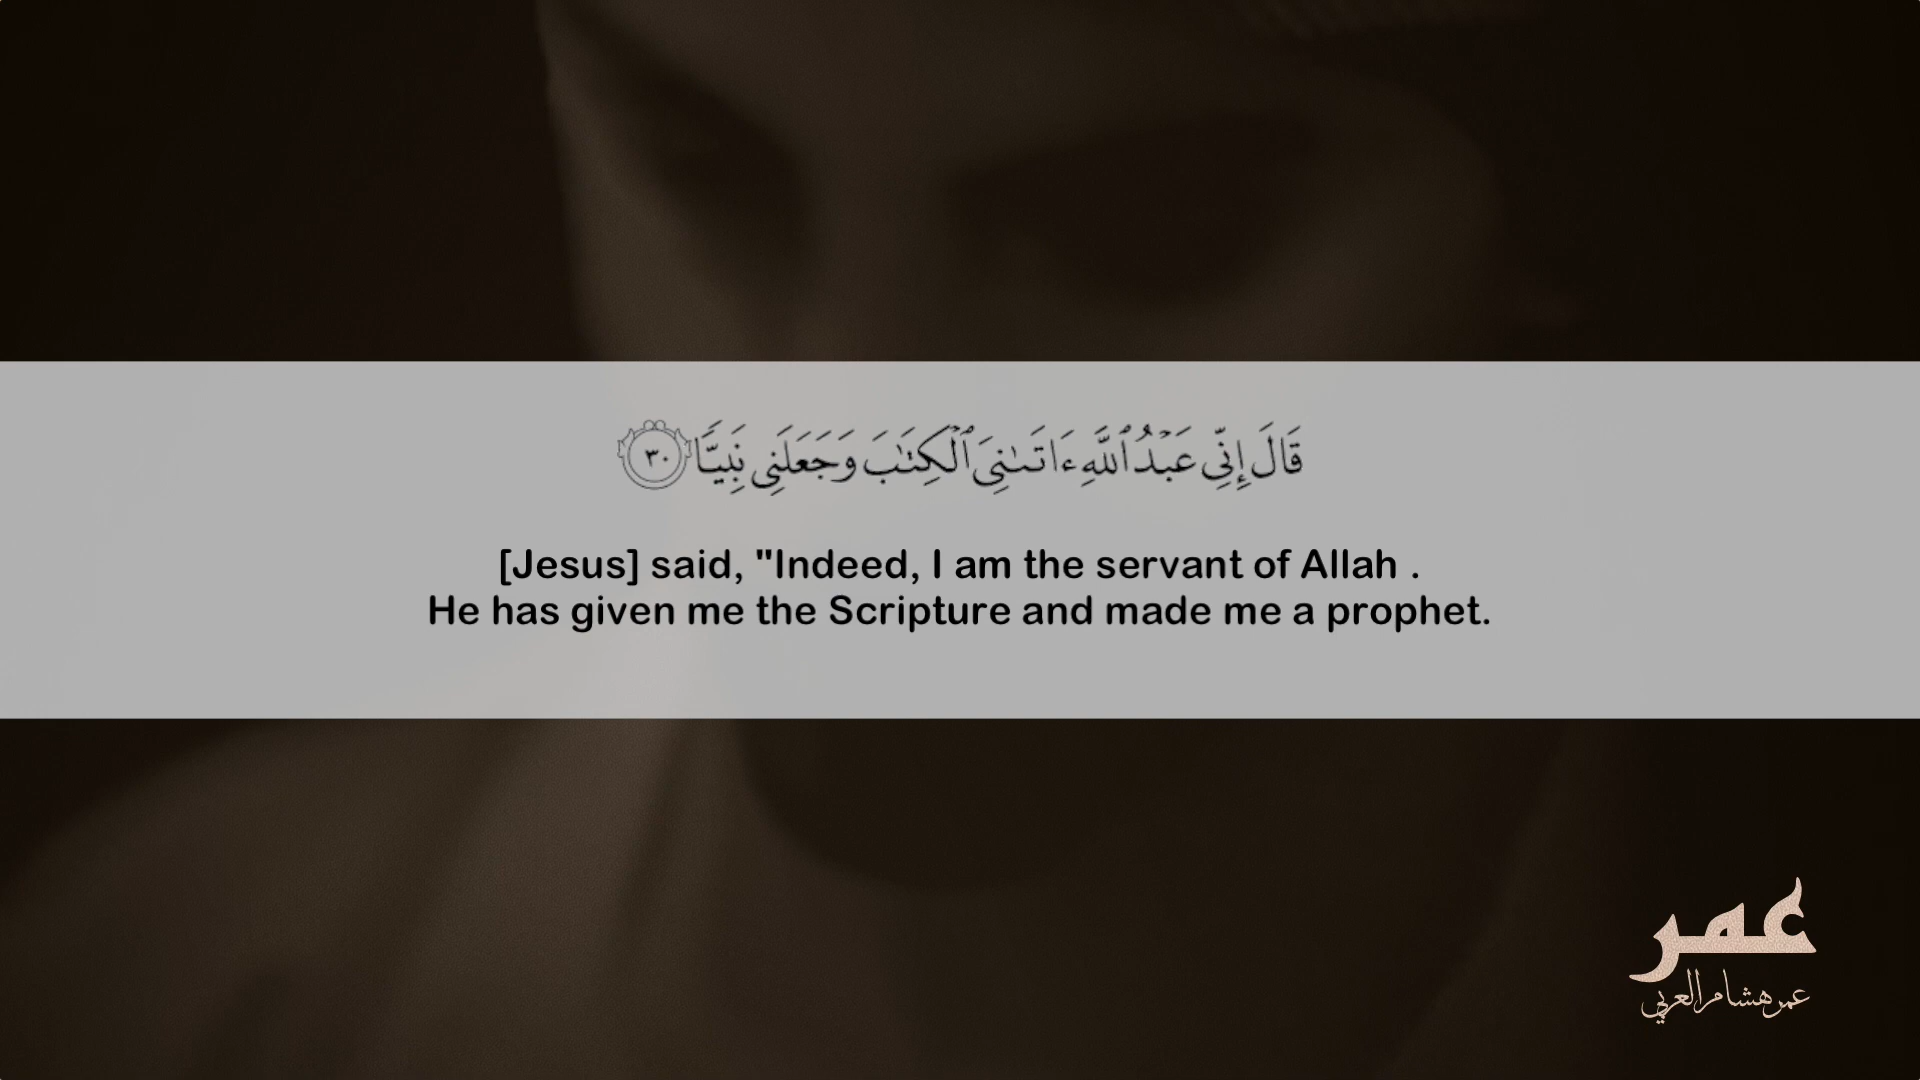 قَالَ إِنِّي عَبْدُ ٱللَّهِ ءَاتَىٰنِيَ ٱلْكِتَٰبَ وَجَعَلَنِي نَبِيًّا ٣٠
[Jesus] said, "Indeed, I am the servant of Allah .
He has given me the Scripture and made me a prophet.
عمر
عمر هشام العربي